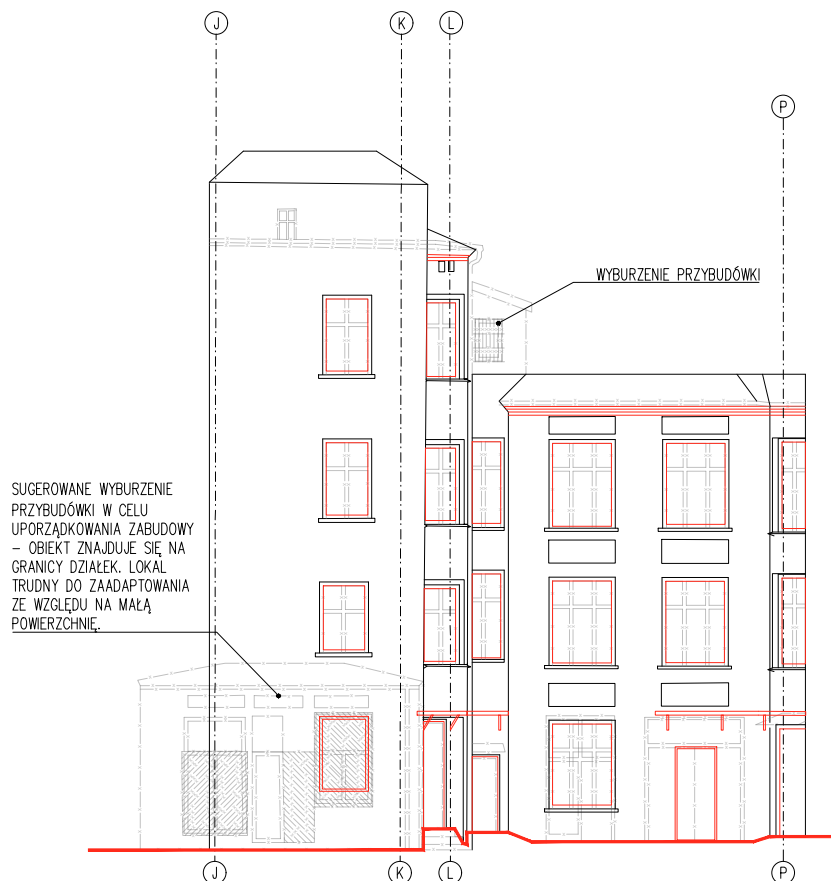 J
K
L
P
WYBURZENIE PRZYBUDÓWKI
SUGEROWANE WYBURZENIE
PRZYBUDÓWKI W CELU
UPORZĄDKOWANIA ZABUDOWY
– OBIEKT ZNAJDUJE SIĘ NA
GRANICY DZIAŁEK. LOKAL
TRUDNY DO ZAADAPTOWANIA
ZE WZGLĘDU NA MAŁĄ
POWIERZCHNIĘ.
J
K
L
P